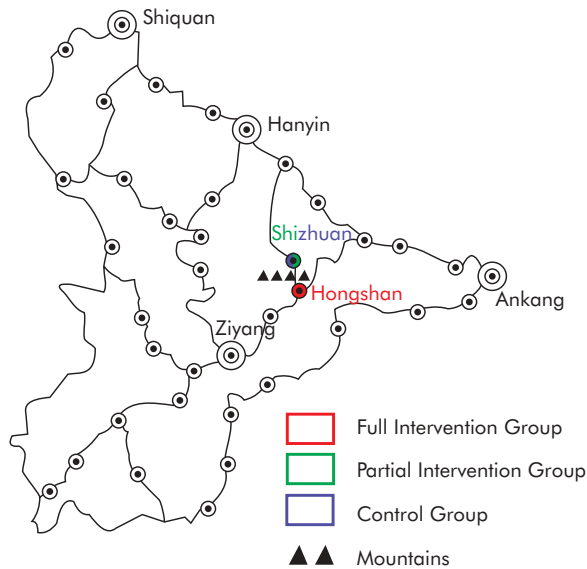 Shiquan
Hanyin
Shizhuan
Hongshan
Ankang
Ziyang
Full Intervention Group
Partial Intervention Group
Control Group
Mountains